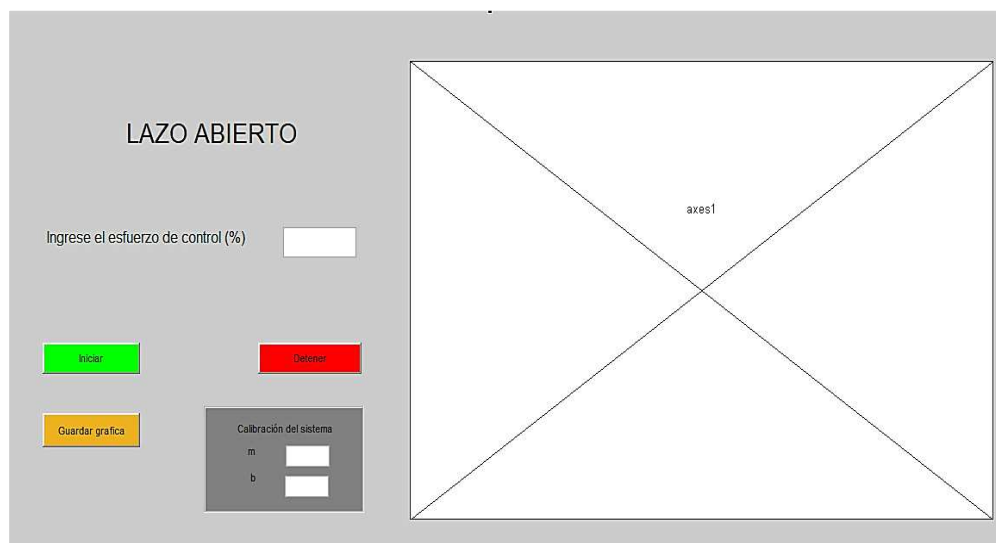 LAZO ABIERTO
axes1
Ingrese el esfuerzo de control (%)
Iniciar
Detener
Guardar grafica
Calibración del sistema
m
b